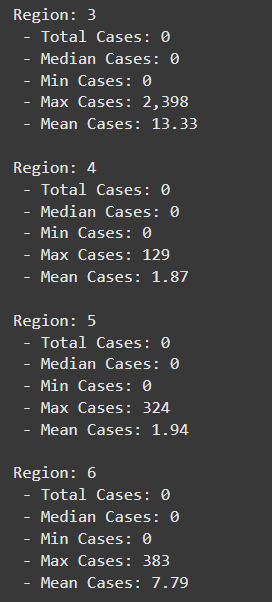 Region: 3
- Total Cases: 0
- Median Cases: 0
- Min Cases: 0
- Max Cases: 2,398
- Mean Cases: 13.33
Region: 4
- Total Cases: 0
- Median Cases: 0
- Min Cases: 0
- Max Cases: 129
- Mean Cases: 1.87
Region: 5
- Total Cases: 0
- Median Cases: 0
- Min Cases: 0
- Max Cases: 324
- Mean Cases: 1.94
Region: 6
- Total Cases: 0
- Median Cases: 0
- Min Cases: 0
- Max Cases: 383
- Mean Cases: 7.79